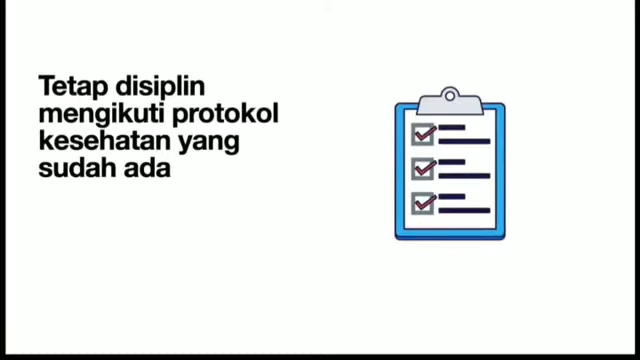 Tetap disiplin
mengikuti protokol
kesehatan yang
sudah ada